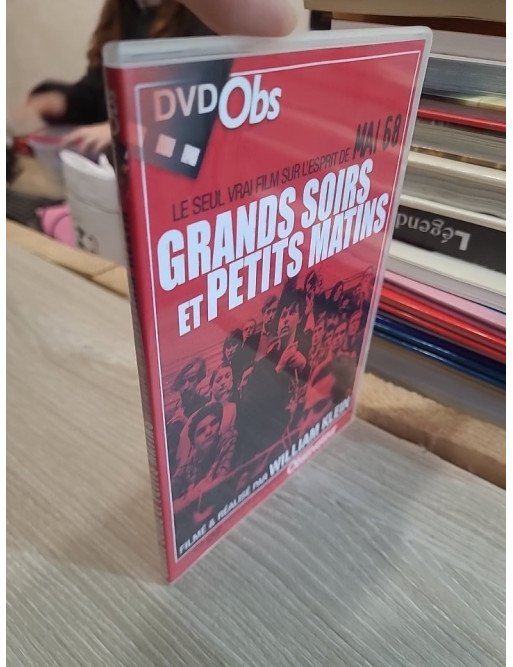 DVDObs
LE SEUL VRAI FILM SUR L'ESPRIT DE MAI 68
GRANDS SOIRS
ET PETITS MATINS
FILMÉ & RÉALISÉ PAR WILLIAM KLEIN
Légend